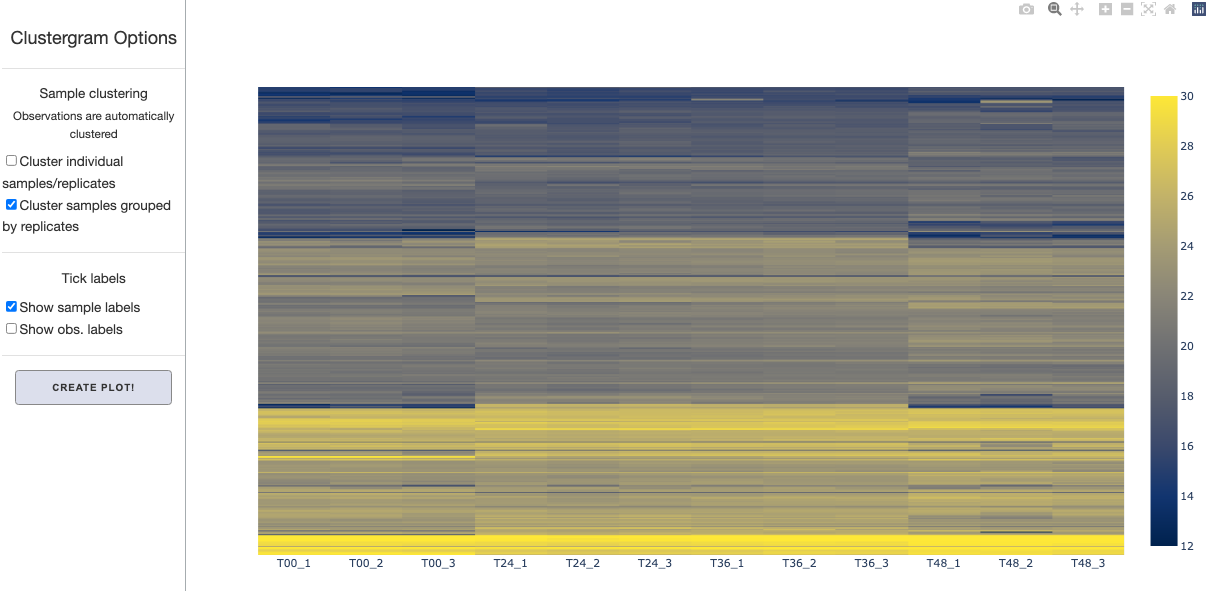 Clustergram Options
Sample clustering
Observations are automatically
clustered
Cluster individual
samples/replicates
Cluster samples grouped
by replicates
Tick labels
Show sample labels
Show obs. labels
CREATE PLOT!
T00_1 T00_2 T00_3 T24_1 T24_2 T24_3 T36_1 T36_2 T36_3 T48_1 T48_2 T48_3
30
28
26
24
22
20
18
16
14
12